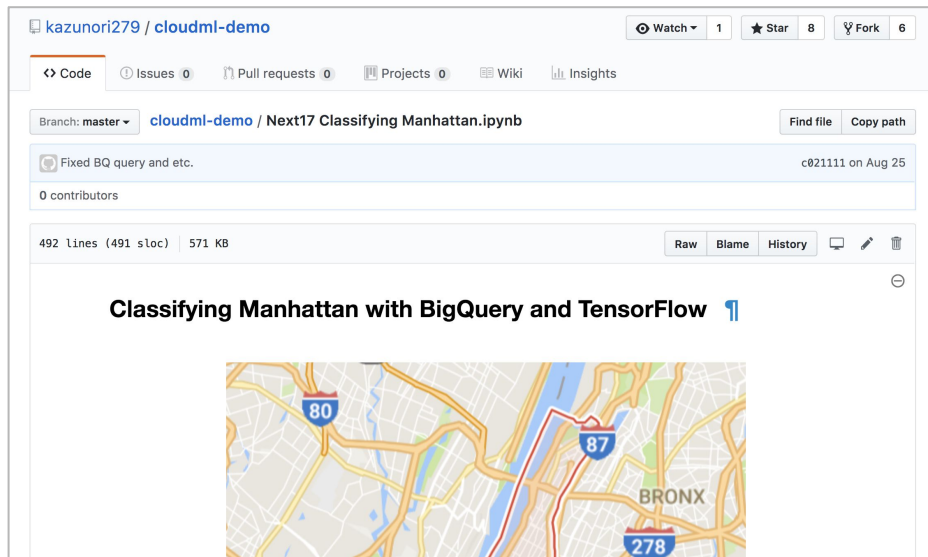 kazunori279 / cloudml-demo
Watch 1 Star 8 Fork 6
Code Issues 0 Pull requests 0 Projects 0 Wiki Insights
Branch: master cloudml-demo / Next17 Classifying Manhattan.ipynb Find file Copy path
Fixed BQ query and etc. c021111 on Aug 25
0 contributors
492 lines (491 sloc) 571 KB Raw Blame History
Classifying Manhattan with BigQuery and TensorFlow ¶
80
87
BRONX
278